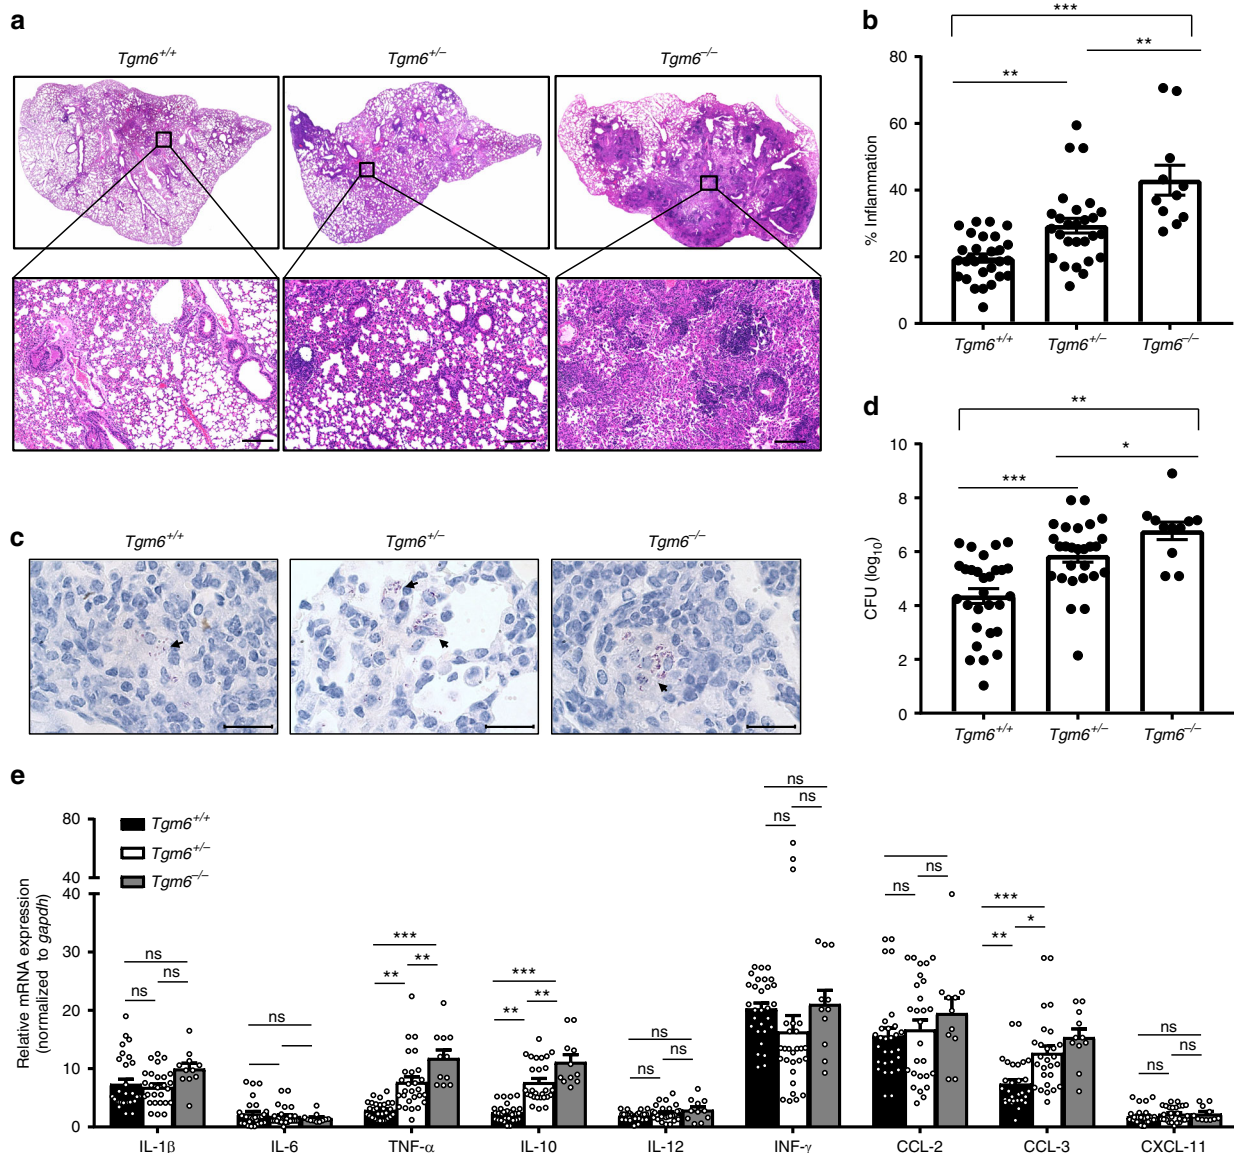 a
Tgm6+/+
Tgm6+/–
Tgm6–/–
b
***
**
**
% Inflammation
80
60
40
20
0
Tgm6+/+
Tgm6+/–
Tgm6–/–
c
Tgm6+/+
Tgm6+/–
Tgm6–/–
d
**
*
***
CFU (log10)
10
8
6
4
2
0
Tgm6+/+
Tgm6+/–
Tgm6–/–
e
Relative mRNA expression
(normalized to gapdh)
80
40
40
30
20
10
0
Tgm6+/+
Tgm6+/–
Tgm6–/–
ns
ns
ns
ns
***
**
**
***
**
**
ns
ns
ns
ns
ns
ns
ns
ns
***
*
**
ns
ns
ns
IL-1β
IL-6
TNF-α
IL-10
IL-12
INF-γ
CCL-2
CCL-3
CXCL-11